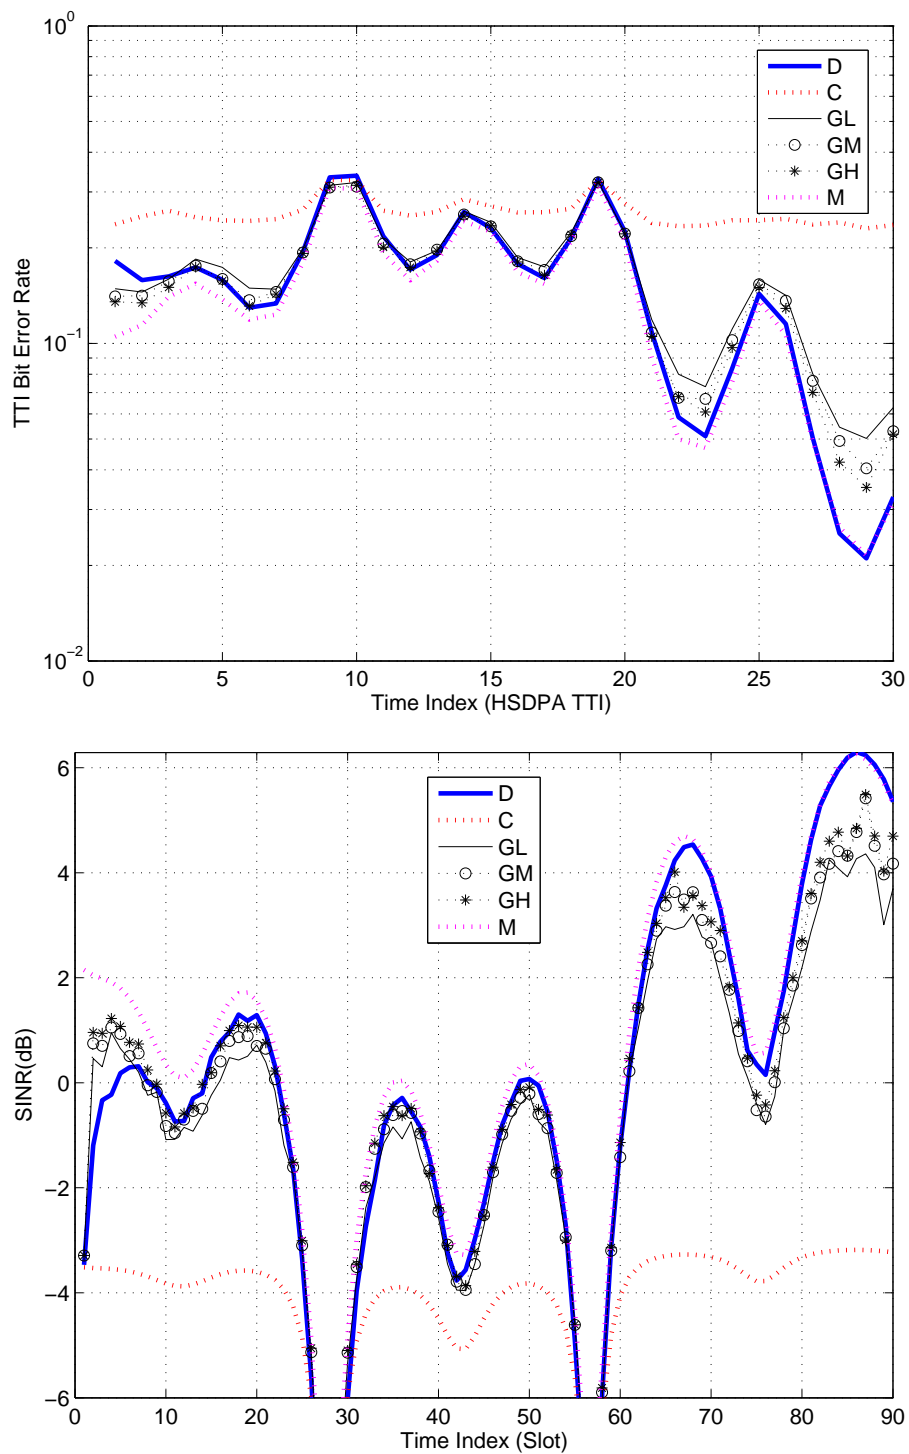 10^0
D
C
GL
GM
GH
M
TTI Bit Error Rate
10^−1
10^−2
0 5 10 15 20 25 30
Time Index (HSDPA TTI)
6
D
C
GL
GM
GH
M
4
2
SINR(dB)
0
−2
−4
−6
0 10 20 30 40 50 60 70 80 90
Time Index (Slot)